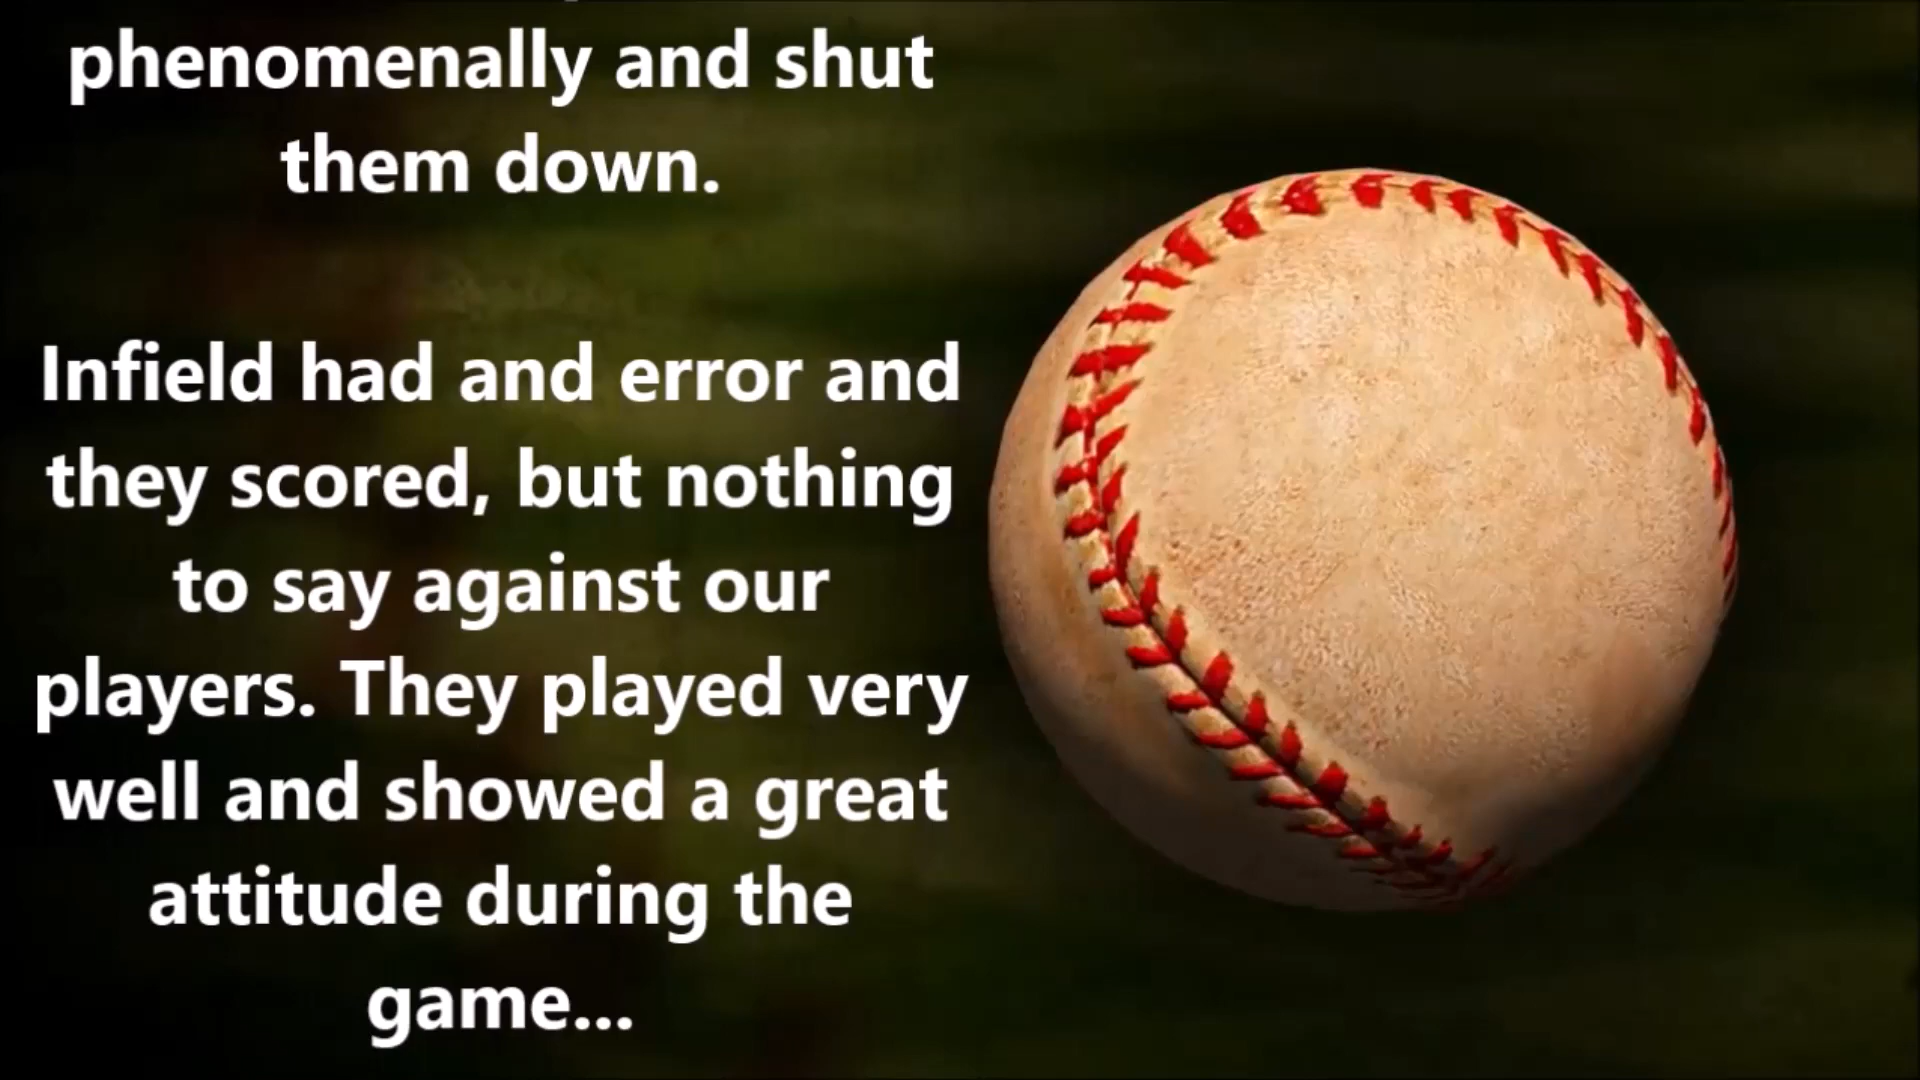 phenomenally and shut
them down.
Infield had and error and
they scored, but nothing
to say against our
players. They played very
well and showed a great
attitude during the
game...